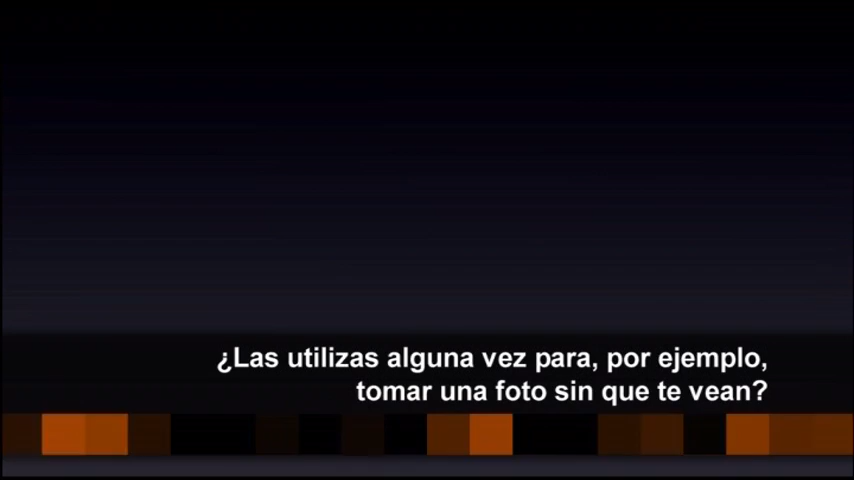 ¿Las utilizas alguna vez para, por ejemplo,
tomar una foto sin que te vean?